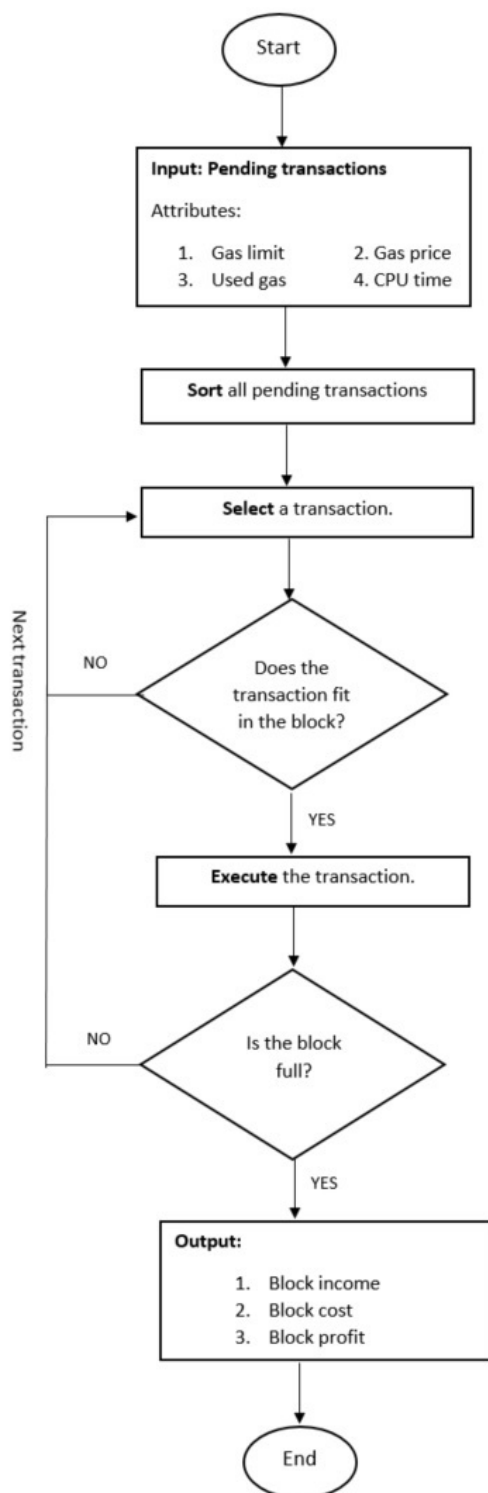 Start
Input: Pending transactions
Attributes:
1. Gas limit 2. Gas price
3. Used gas 4. CPU time
Sort all pending transactions
Select a transaction.
Next transaction
NO
Does the
transaction fit
in the block?
YES
Execute the transaction.
NO
Is the block
full?
YES
Output:
1. Block income
2. Block cost
3. Block profit
End